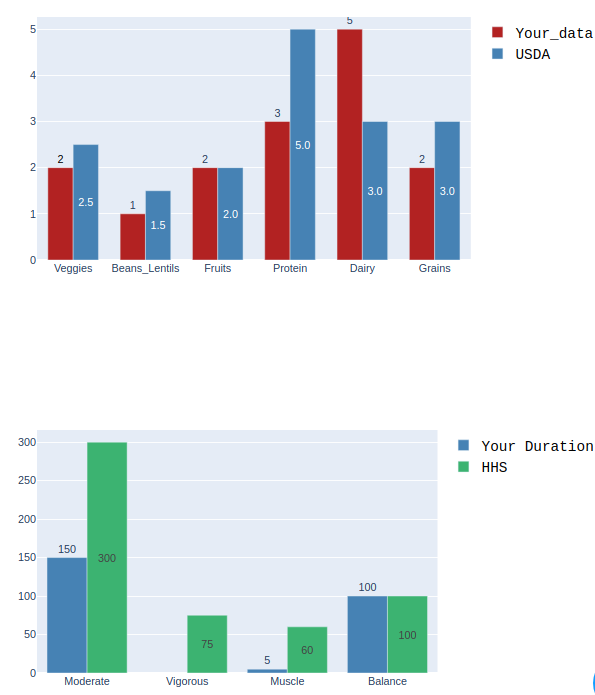 5
5
Your_data
USDA
4
3
3
2
2
2
2
2.5
5.0
1
1
1.5
2.0
3.0
3.0
0
Veggies
Beans_Lentils
Fruits
Protein
Dairy
Grains
300
Your Duration
HHS
250
200
150
150
300
100
100
100
50
75
5
60
0
Moderate
Vigorous
Muscle
Balance